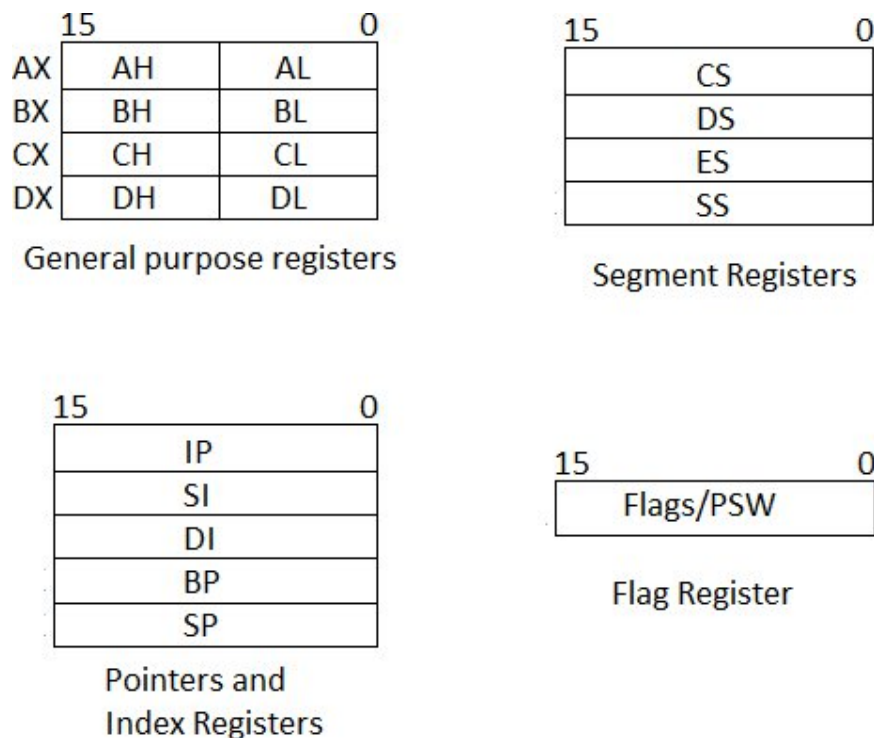 15 0
AX AH AL
BX BH BL
CX CH CL
DX DH DL
General purpose registers
15 0
CS
DS
ES
SS
Segment Registers
15 0
IP
SI
DI
BP
SP
Pointers and
Index Registers
15 0
Flags/PSW
Flag Register